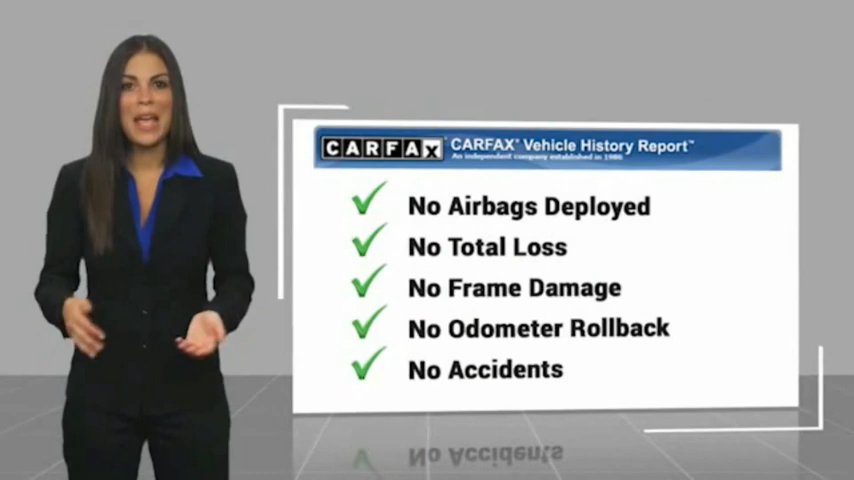 CARFAX CARFAX® Vehicle History Report™
An independent company established in 1986
No Airbags Deployed
No Total Loss
No Frame Damage
No Odometer Rollback
No Accidents
No Accidents